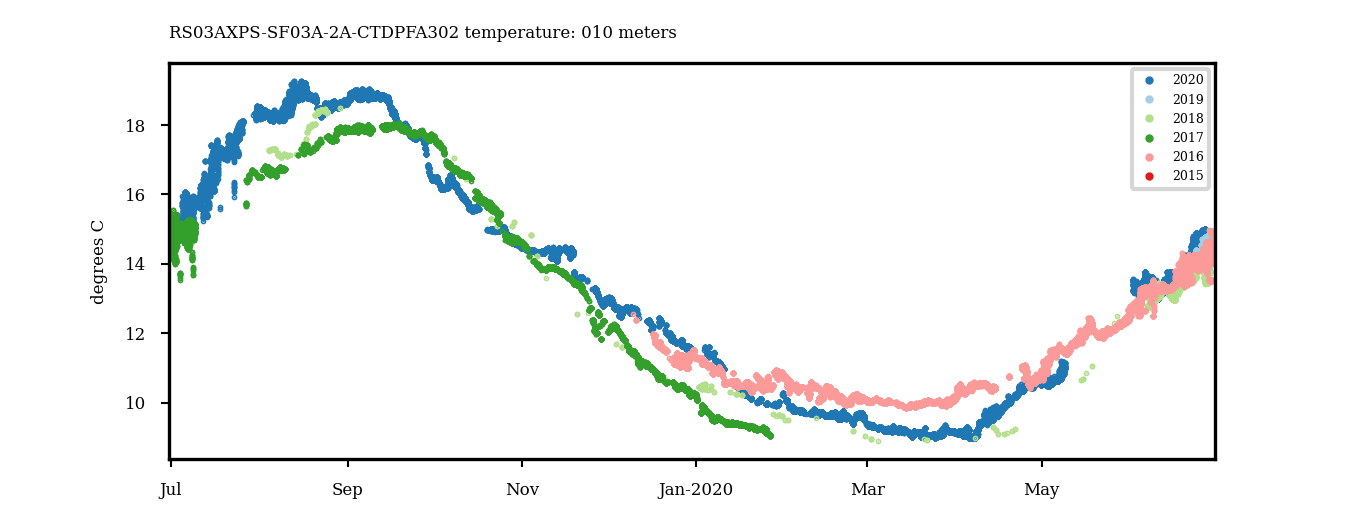 RS03AXPS-SF03A-2A-CTDPFA302 temperature: 010 meters
2020
2019
2018
2017
2016
2015
degrees C
18
16
14
12
10
Jul
Sep
Nov
Jan-2020
Mar
May